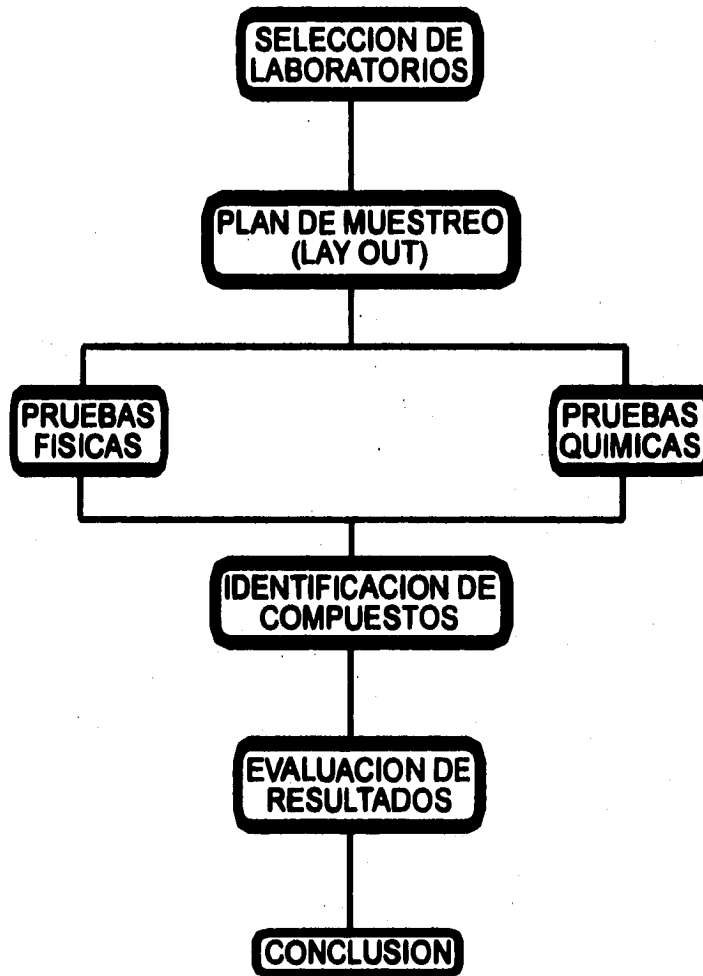 SELECCION DE
LABORATORIOS
PLAN DE MUESTREO
(LAY OUT)
PRUEBAS
FISICAS
PRUEBAS
QUIMICAS
IDENTIFICACION DE
COMPUESTOS
EVALUACION DE
RESULTADOS
CONCLUSION